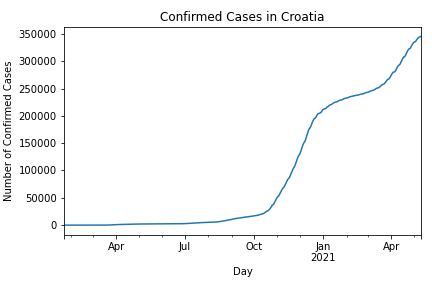 Confirmed Cases in Croatia
Number of Confirmed Cases
350000
300000
250000
200000
150000
100000
50000
0
Apr
Jul
Oct
Jan
2021
Apr
Day